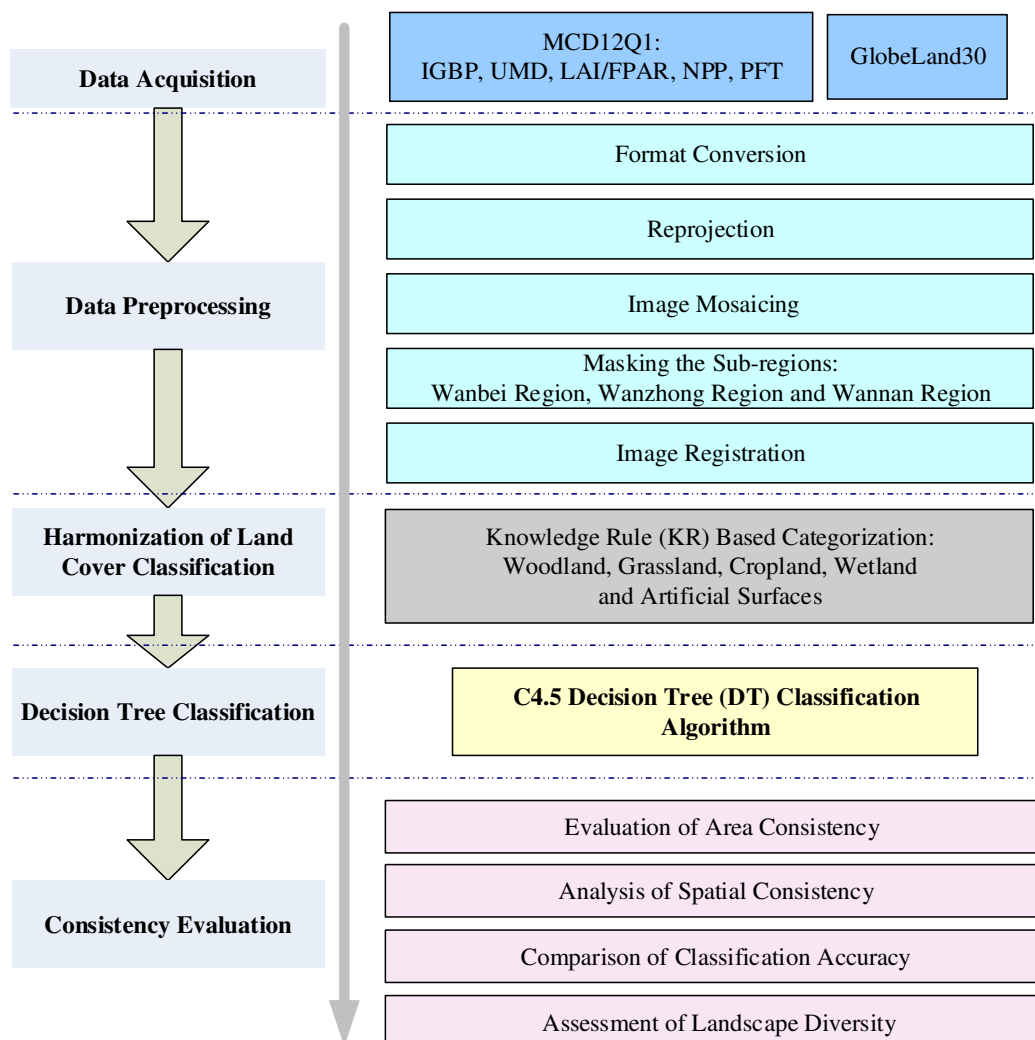 Data Acquisition
MCD12Q1:
IGBP, UMD, LAI/FPAR, NPP, PFT
GlobeLand30
Data Preprocessing
Format Conversion
Reprojection
Image Mosaicing
Masking the Sub-regions:
Wanbei Region, Wanzhong Region and Wannan Region
Image Registration
Harmonization of Land
Cover Classification
Knowledge Rule (KR) Based Categorization:
Woodland, Grassland, Cropland, Wetland
and Artificial Surfaces
Decision Tree Classification
C4.5 Decision Tree (DT) Classification
Algorithm
Consistency Evaluation
Evaluation of Area Consistency
Analysis of Spatial Consistency
Comparison of Classification Accuracy
Assessment of Landscape Diversity